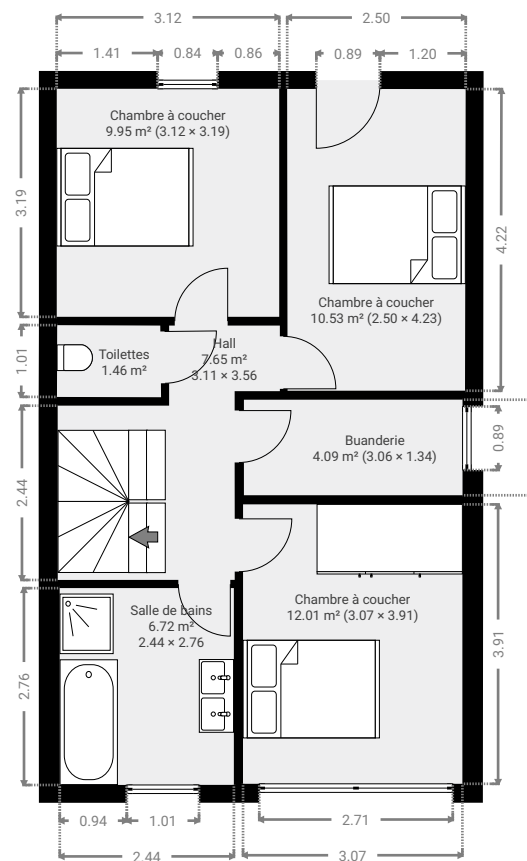 3.12
2.50
1.41
0.84
0.86
0.89
1.20
Chambre à coucher
9.95 m² (3.12 × 3.19)
3.19
4.22
Chambre à coucher
10.53 m² (2.50 × 4.23)
1.01
Toilettes
1.46 m²
Hall
7.65 m²
3.11 × 3.56
2.44
Buanderie
4.09 m² (3.06 × 1.34)
0.89
Chambre à coucher
12.01 m² (3.07 × 3.91)
3.91
Salle de bains
6.72 m²
2.44 × 2.76
2.76
0.94
1.01
2.71
2.44
3.07